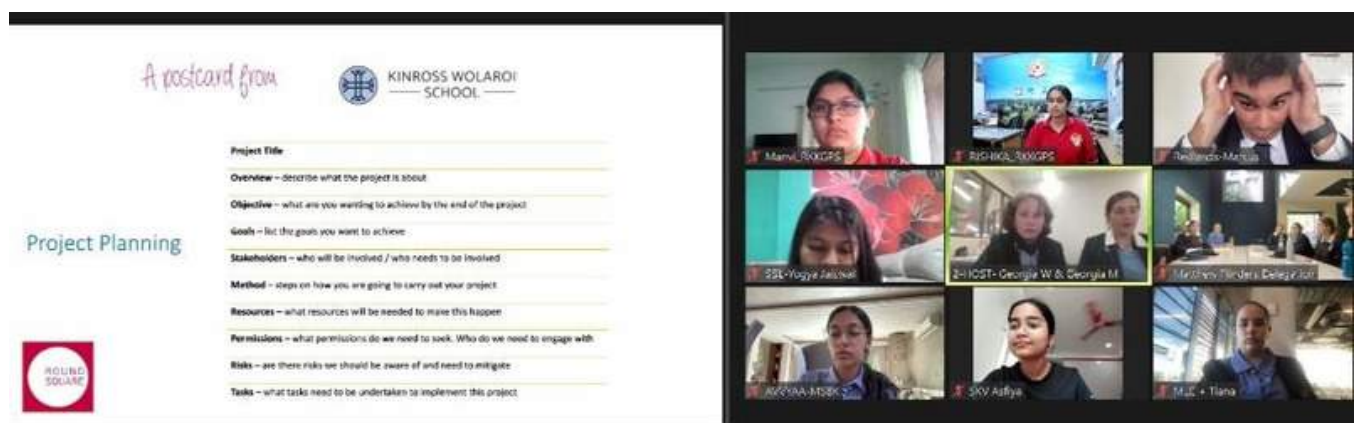 A postcard from
KINROSS WOLAROI
SCHOOL
Project Planning
Project Title
Overview – describe what the project is about
Objective – what are you wanting to achieve by the end of the project
Goals – list the goals you want to achieve
Stakeholders – who will be involved / who needs to be involved
Method – steps on how you are going to carry out your project
Resources – what resources will be needed to make this happen
Permissions – what permissions do we need to seek. Who do we need to engage with
Risks – are there risks we should be aware of and need to mitigate
Tasks – what tasks need to be undertaken to implement this project
ROUND
SQUARE
Manvi_RKKGPS
RISHIKA_RKKGPS
Redlands-Marcus
SSL-Yogya Jaiswal
2-HOST- Georgia W & Georgia M
Matthew Flinders Delegation
SKV Asfiya
MLC + Tiana